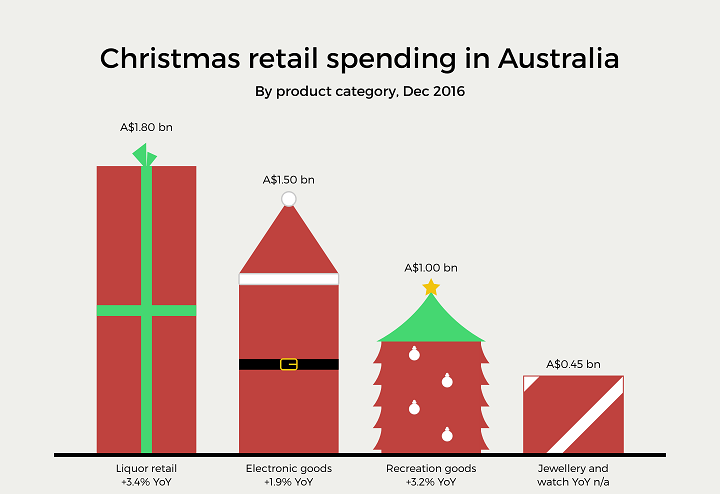 Christmas retail spending in Australia
By product category, Dec 2016
A$1.80 bn
A$1.50 bn
A$1.00 bn
A$0.45 bn
Liquor retail
+3.4% YoY
Electronic goods
+1.9% YoY
Recreation goods
+3.2% YoY
Jewellery and
watch YoY n/a